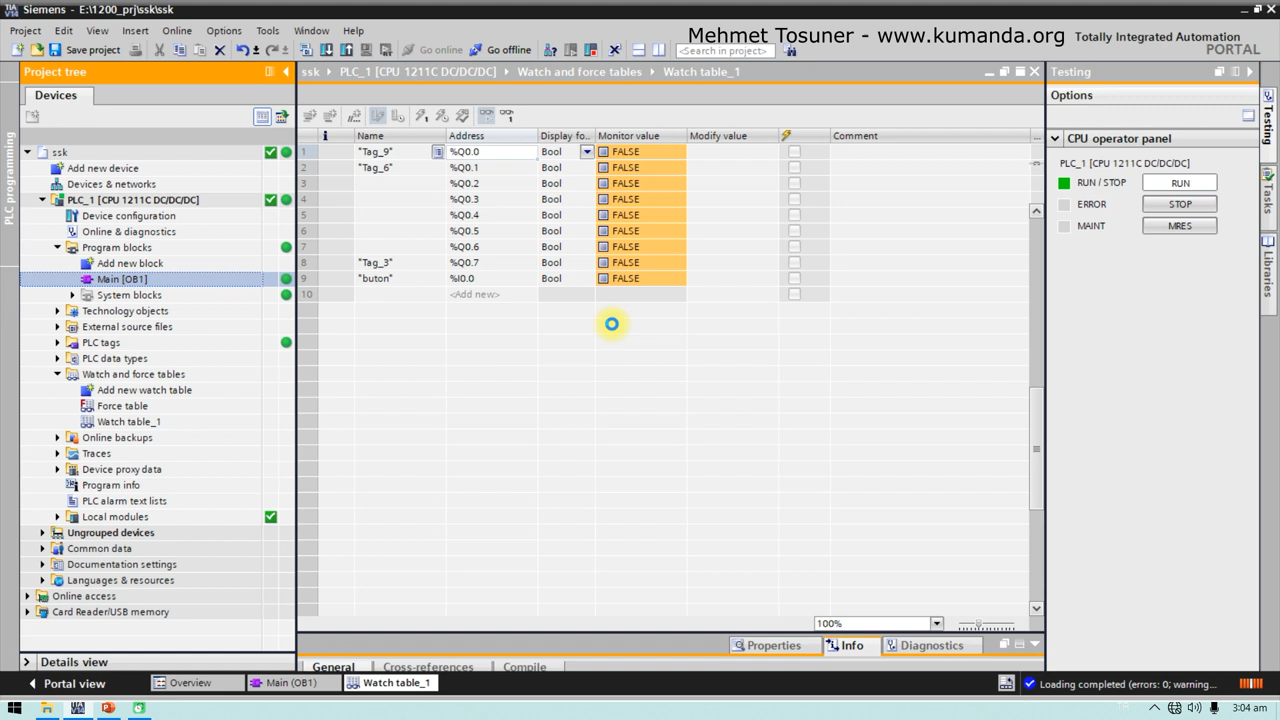 TIA V14 Siemens - E:\1200_prj\ssk\ssk
Project Edit View Insert Online Options Tools Window Help
Mehmet Tosuner - www.kumanda.org
Totally Integrated Automation
PORTAL
Save project Go online Go offline <Search in project>
Project tree
ssk PLC_1 [CPU 1211C DC/DC/DC] Watch and force tables Watch table_1
Testing
Devices
Options
PLC programming
i Name Address Display fo... Monitor value Modify value Comment ...
1 "Tag_9" %Q0.0 Bool FALSE
2 "Tag_6" %Q0.1 Bool FALSE
3 %Q0.2 Bool FALSE
4 %Q0.3 Bool FALSE
5 %Q0.4 Bool FALSE
6 %Q0.5 Bool FALSE
7 %Q0.6 Bool FALSE
8 "Tag_3" %Q0.7 Bool FALSE
9 "buton" %I0.0 Bool FALSE
10 <Add new>
ssk
Add new device
Devices & networks
PLC_1 [CPU 1211C DC/DC/DC]
Device configuration
Online & diagnostics
Program blocks
Add new block
Main [OB1]
System blocks
Technology objects
External source files
PLC tags
PLC data types
Watch and force tables
Add new watch table
Force table
Watch table_1
Online backups
Traces
Device proxy data
Program info
PLC alarm text lists
Local modules
Ungrouped devices
Common data
Documentation settings
Languages & resources
Online access
Card Reader/USB memory
CPU operator panel
PLC_1 [CPU 1211C DC/DC/DC]
RUN / STOP RUN
ERROR STOP
MAINT MRES
Testing
Tasks
Libraries
100%
Properties Info Diagnostics
General Cross-references Compile
Details view
Portal view Overview Main (OB1) Watch table_1
Loading completed (errors: 0; warning...
3:04 am